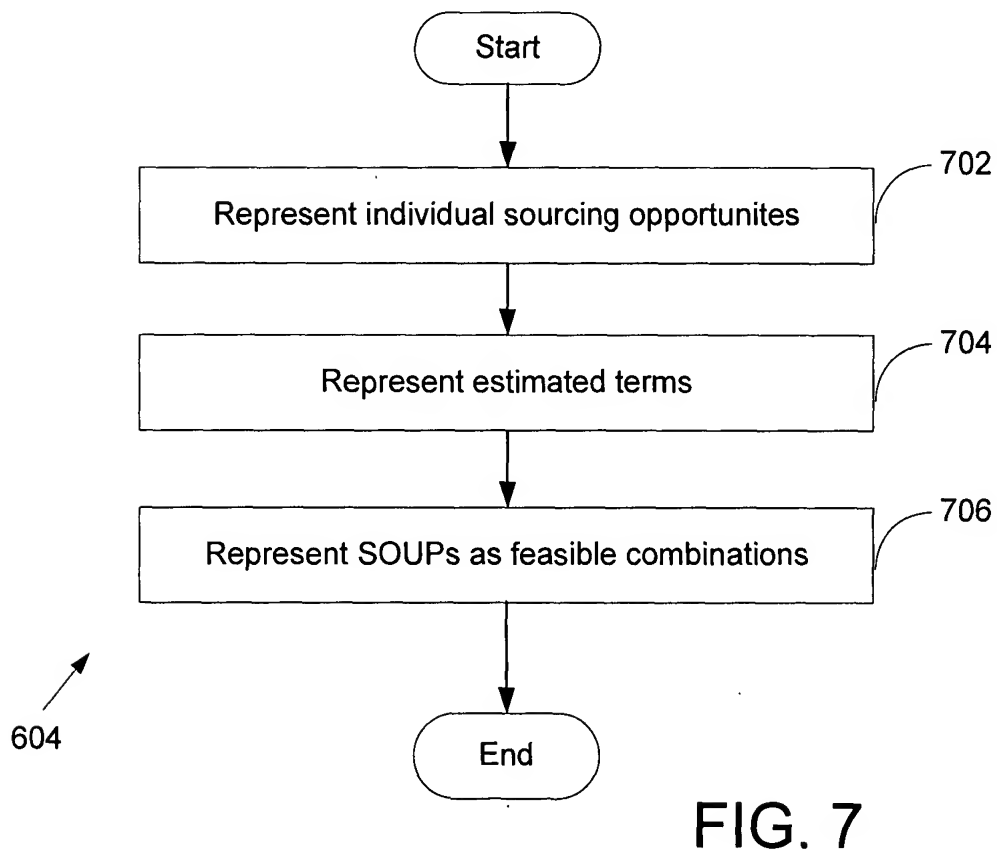 Start
702
Represent individual sourcing opportunites
704
Represent estimated terms
706
Represent SOUPs as feasible combinations
604
End
FIG. 7